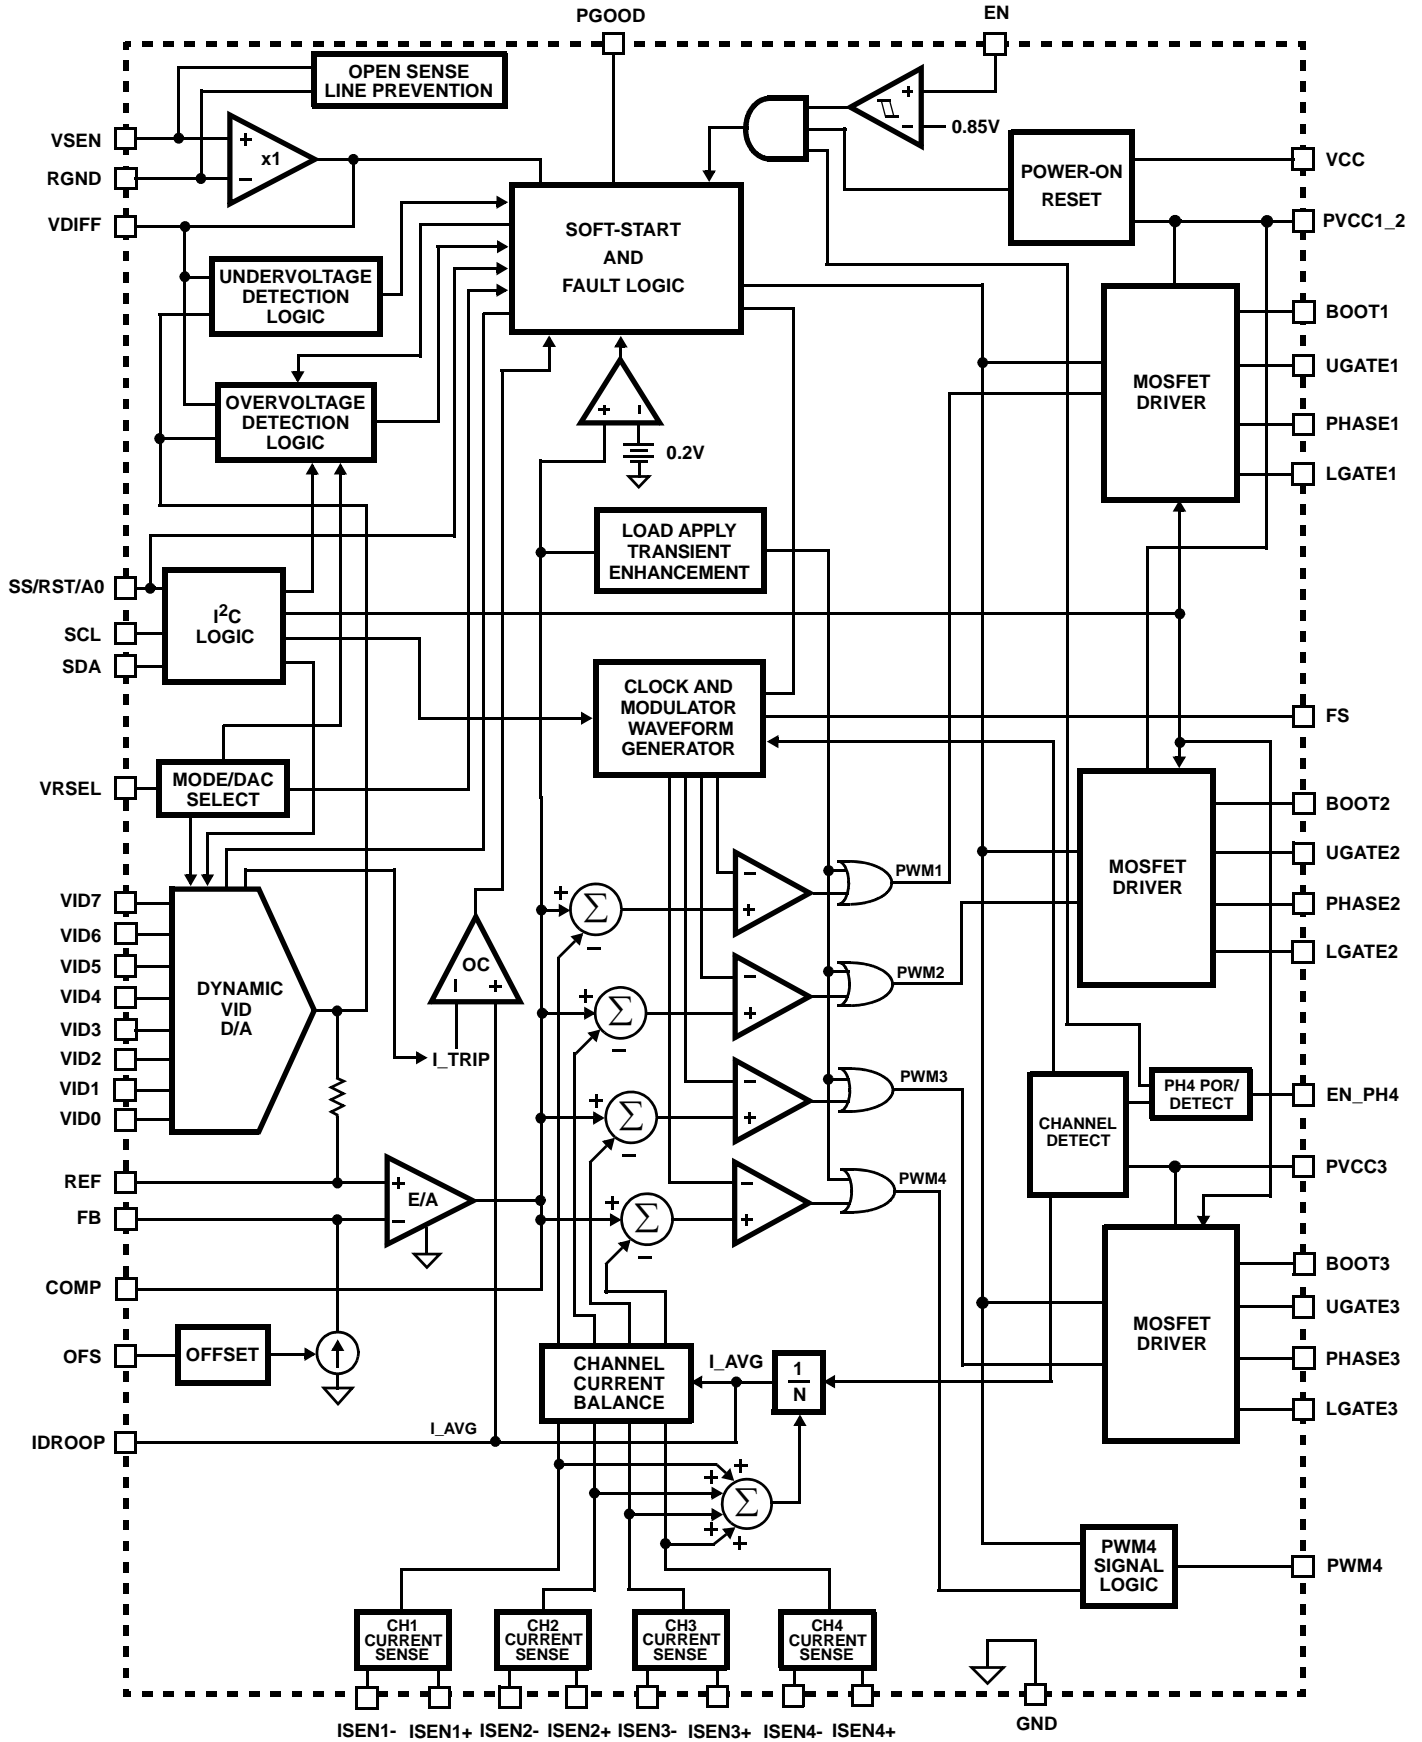 PGOOD
EN
OPEN SENSE
LINE PREVENTION
+
VSEN
+
x1
−
RGND
−
0.85V
POWER-ON
RESET
VCC
VDIFF
PVCC1_2
SOFT-START
AND
FAULT LOGIC
UNDERVOLTAGE
DETECTION
LOGIC
BOOT1
UGATE1
MOSFET
DRIVER
PHASE1
LGATE1
OVERVOLTAGE
DETECTION
LOGIC
+
−
0.2V
LOAD APPLY
TRANSIENT
ENHANCEMENT
SS/RST/A0
SCL
SDA
I2C
LOGIC
CLOCK AND
MODULATOR
WAVEFORM
GENERATOR
FS
VRSEL
MODE/DAC
SELECT
BOOT2
UGATE2
MOSFET
DRIVER
PHASE2
LGATE2
VID7
VID6
VID5
VID4
VID3
VID2
VID1
VID0
DYNAMIC
VID
D/A
OC
−
+
I_TRIP
+
Σ
−
−
+
PWM1
+
Σ
−
−
+
PWM2
+
Σ
−
−
+
PWM3
+
Σ
−
−
+
PWM4
PH4 POR/
DETECT
EN_PH4
CHANNEL
DETECT
PVCC3
REF
FB
+
E/A
−
COMP
BOOT3
UGATE3
MOSFET
DRIVER
PHASE3
LGATE3
OFS
OFFSET
CHANNEL
CURRENT
BALANCE
I_AVG
1
N
IDROOP
I_AVG
+
+
Σ
+
+
PWM4
SIGNAL
LOGIC
PWM4
CH1
CURRENT
SENSE
CH2
CURRENT
SENSE
CH3
CURRENT
SENSE
CH4
CURRENT
SENSE
ISEN1- ISEN1+ ISEN2- ISEN2+ ISEN3- ISEN3+ ISEN4- ISEN4+
GND